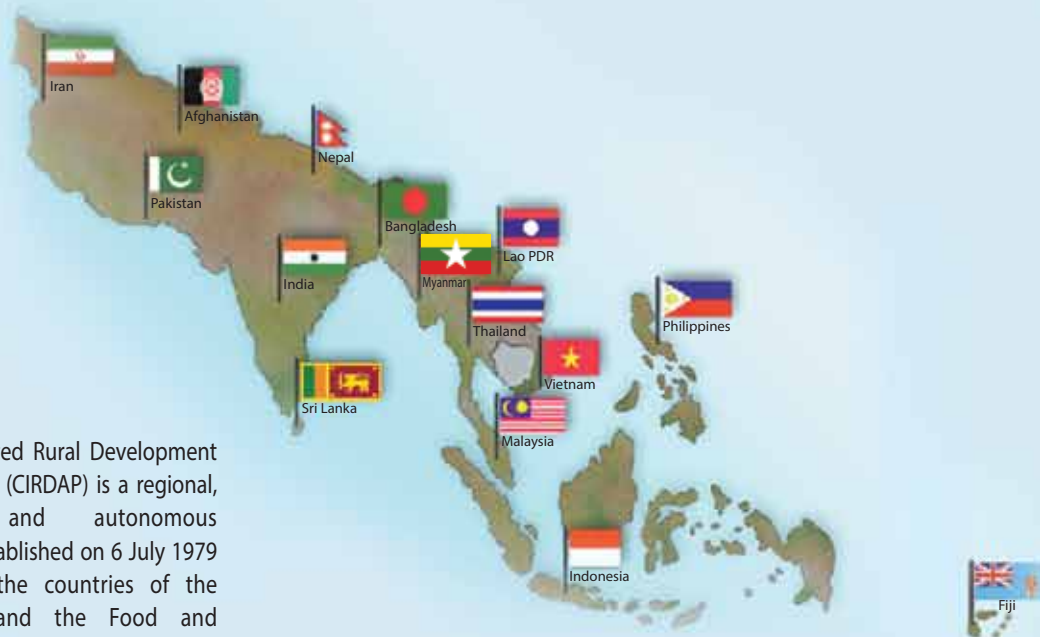 Iran
Afghanistan
Nepal
Pakistan
Bangladesh
Lao PDR
India
Myanmar
Thailand
Philippines
Vietnam
Sri Lanka
Malaysia
Indonesia
Fiji
ed Rural Development
(CIRDAP) is a regional,
and autonomous
ablished on 6 July 1979
the countries of the
and the Food and